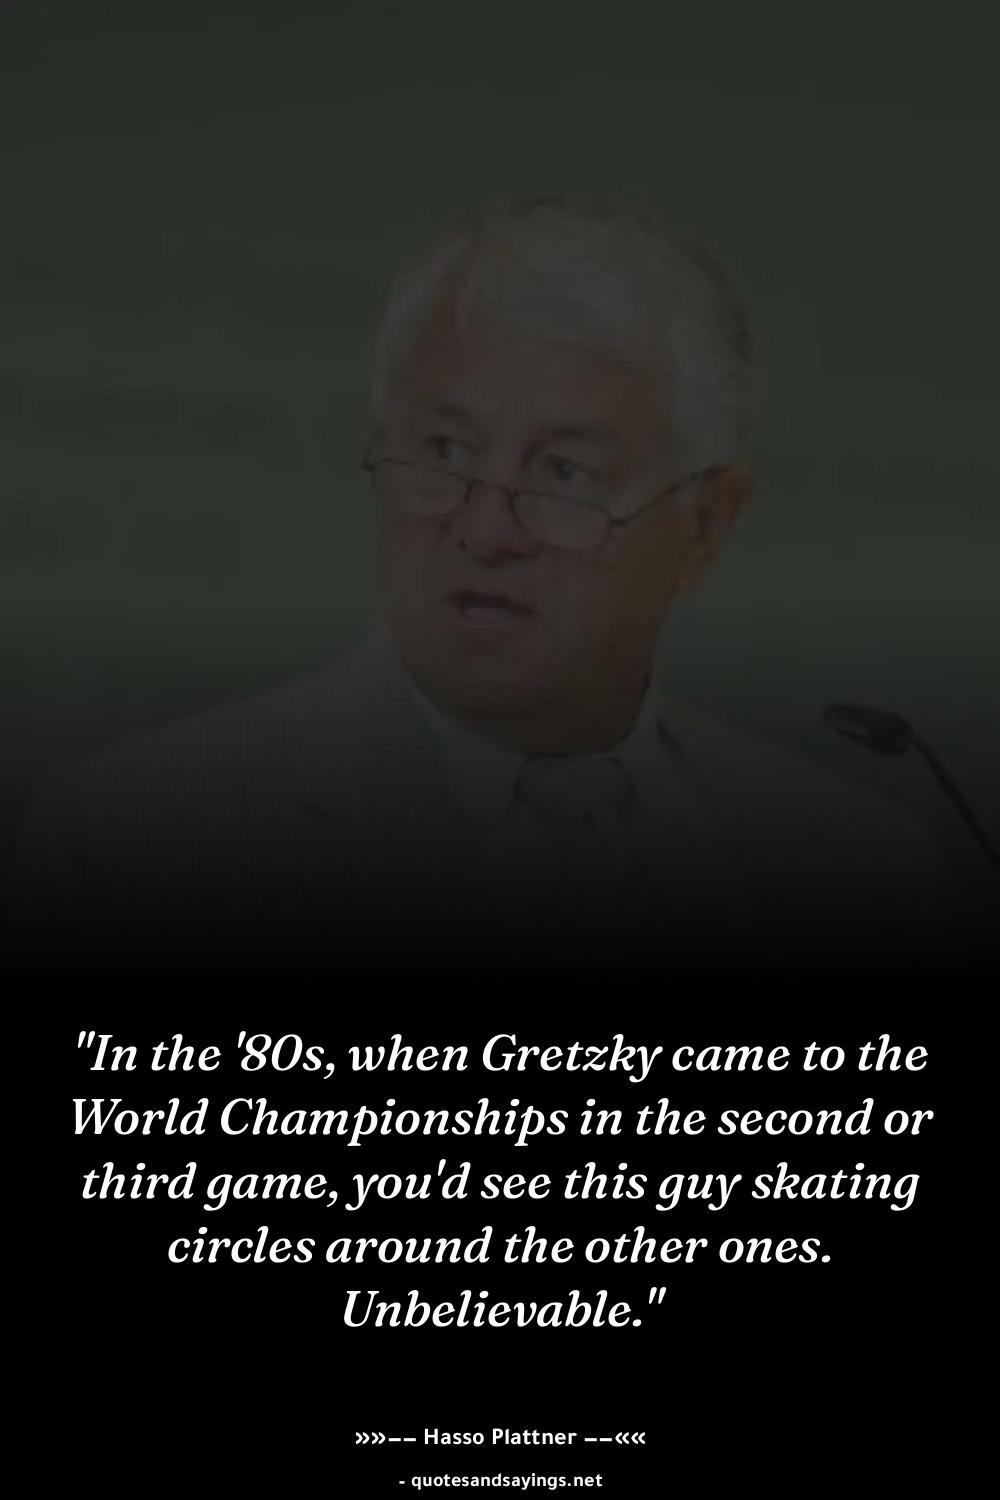 "In the '80s, when Gretzky came to the
World Championships in the second or
third game, you'd see this guy skating
circles around the other ones.
Unbelievable."
»»–– Hasso Plattner ––««
- quotesandsayings.net